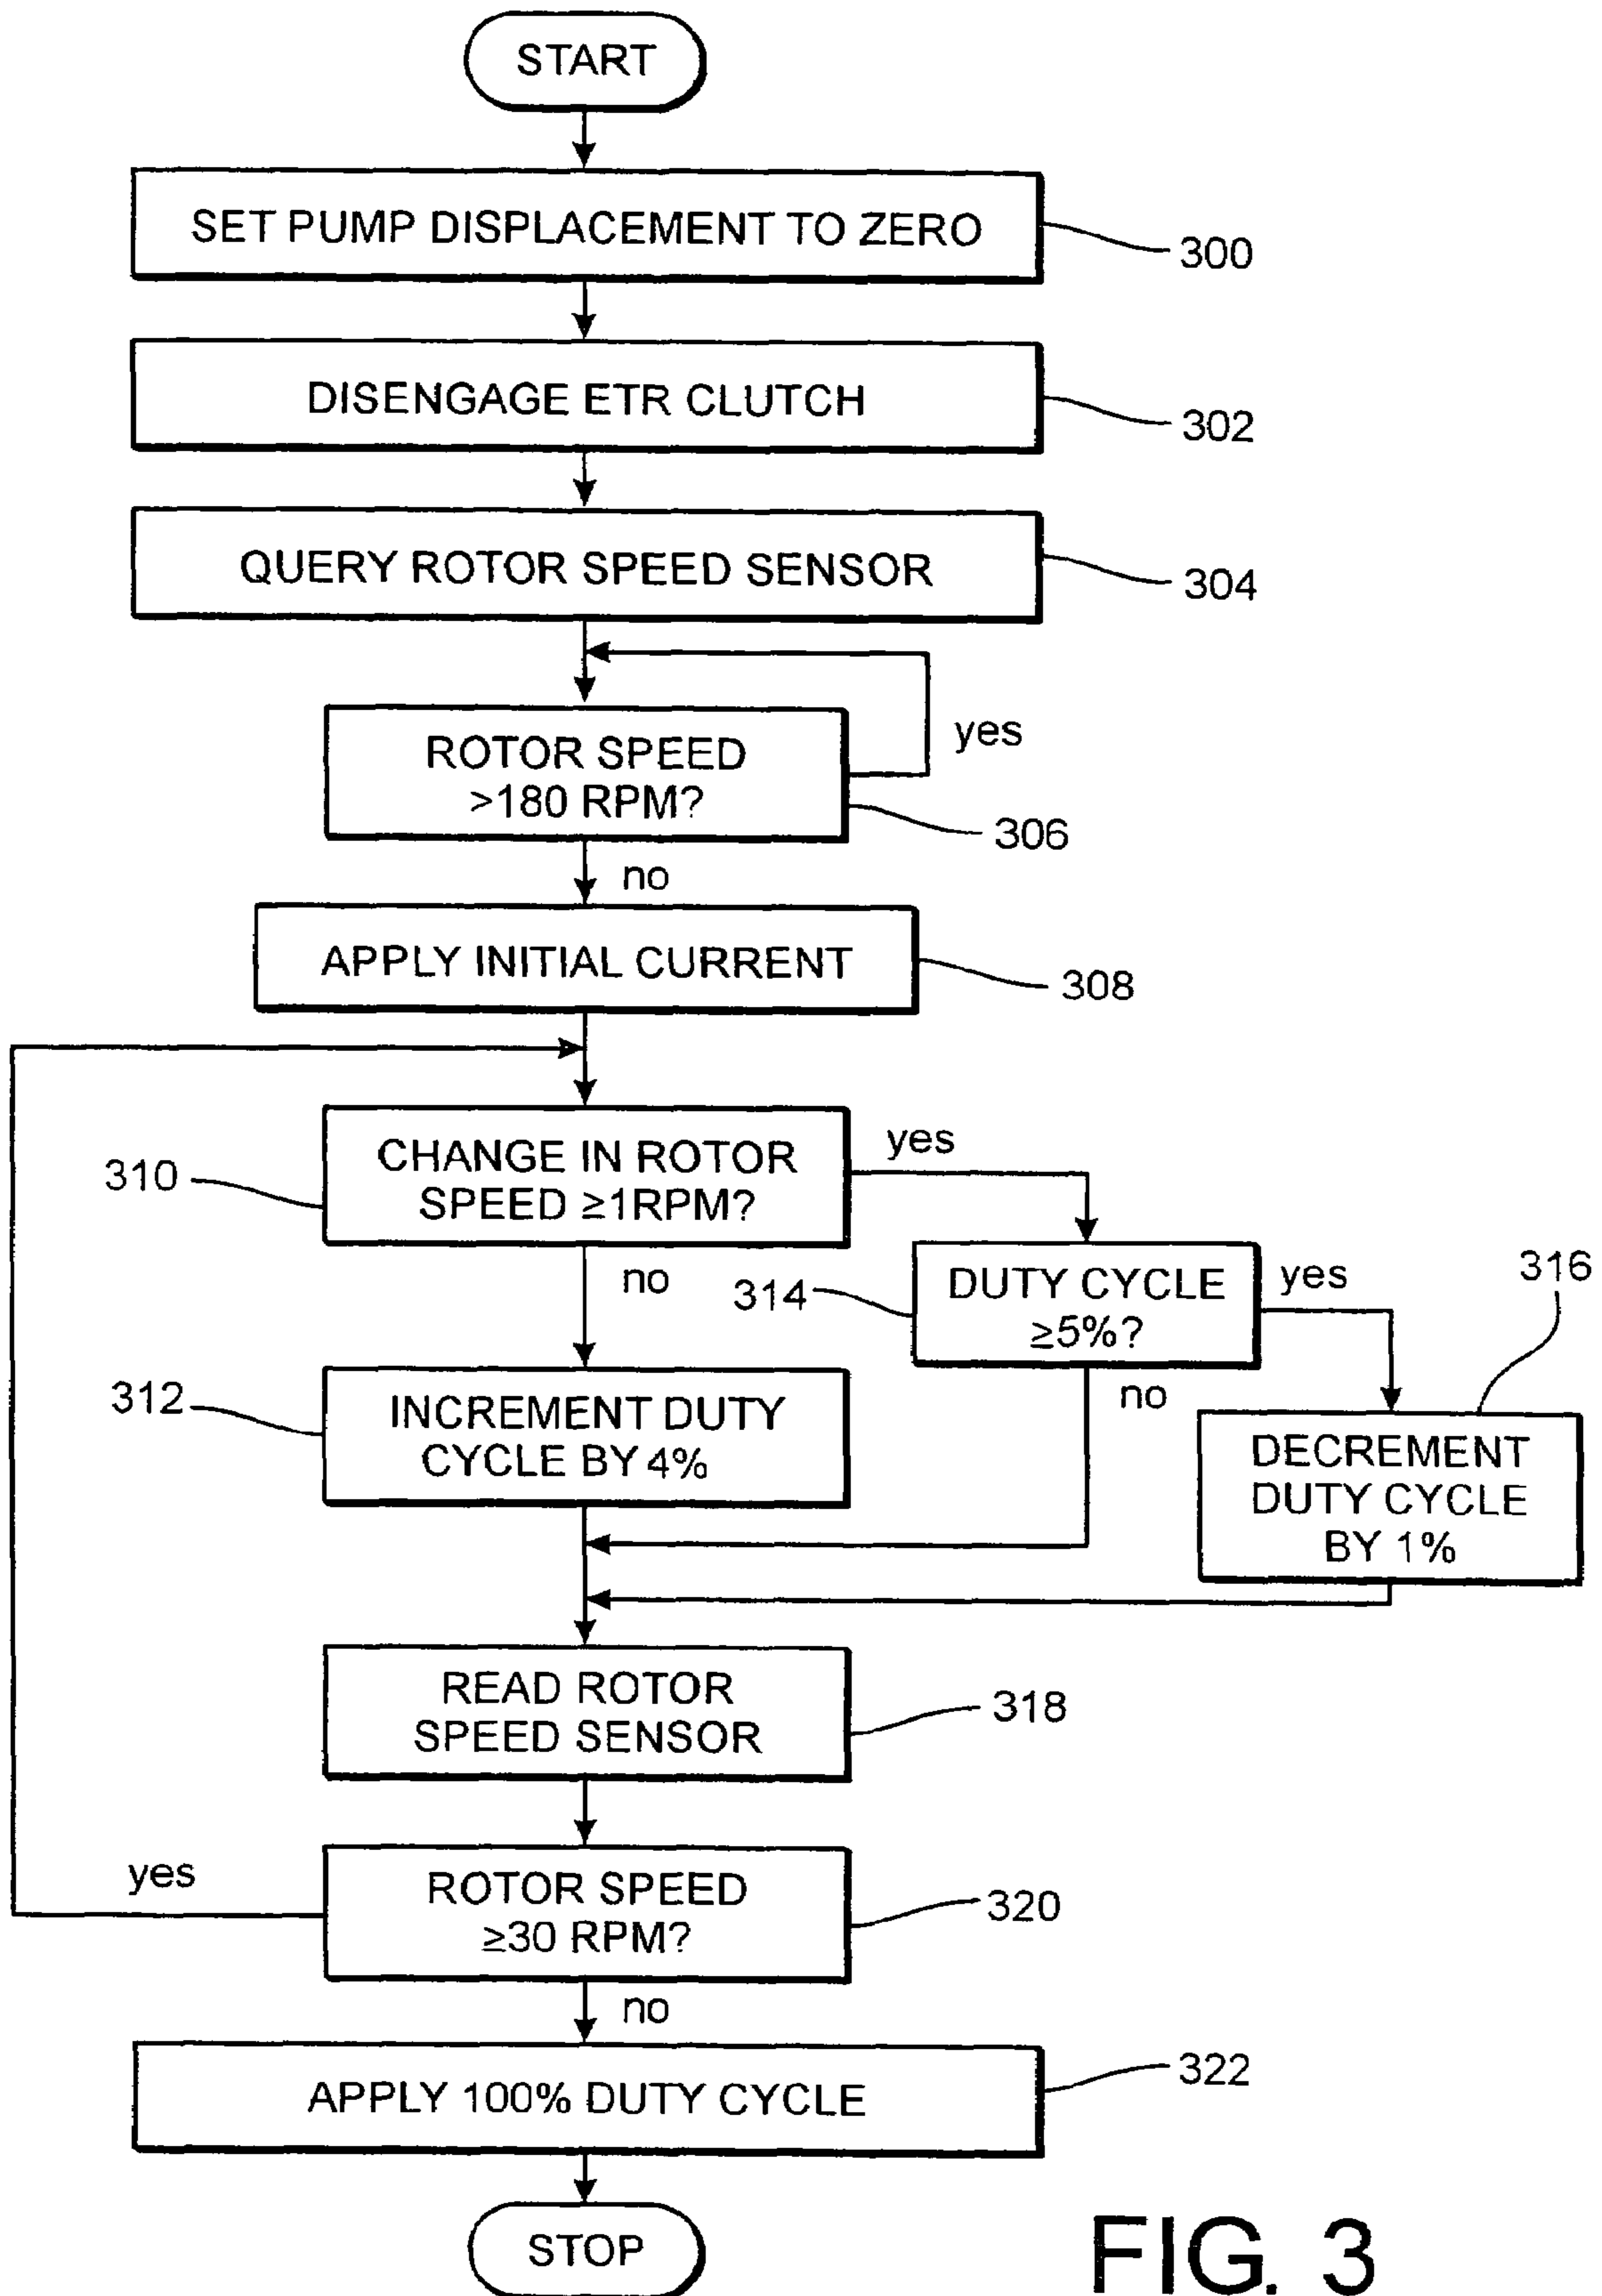 START
SET PUMP DISPLACEMENT TO ZERO
300
DISENGAGE ETR CLUTCH
302
QUERY ROTOR SPEED SENSOR
304
ROTOR SPEED
>180 RPM?
yes
306
no
APPLY INITIAL CURRENT
308
310
CHANGE IN ROTOR
SPEED ≥1RPM?
yes
no
314
DUTY CYCLE
≥5%?
yes
316
no
312
INCREMENT DUTY
CYCLE BY 4%
DECREMENT
DUTY CYCLE
BY 1%
READ ROTOR
SPEED SENSOR
318
yes
ROTOR SPEED
≥30 RPM?
320
no
APPLY 100% DUTY CYCLE
322
STOP
FIG. 3